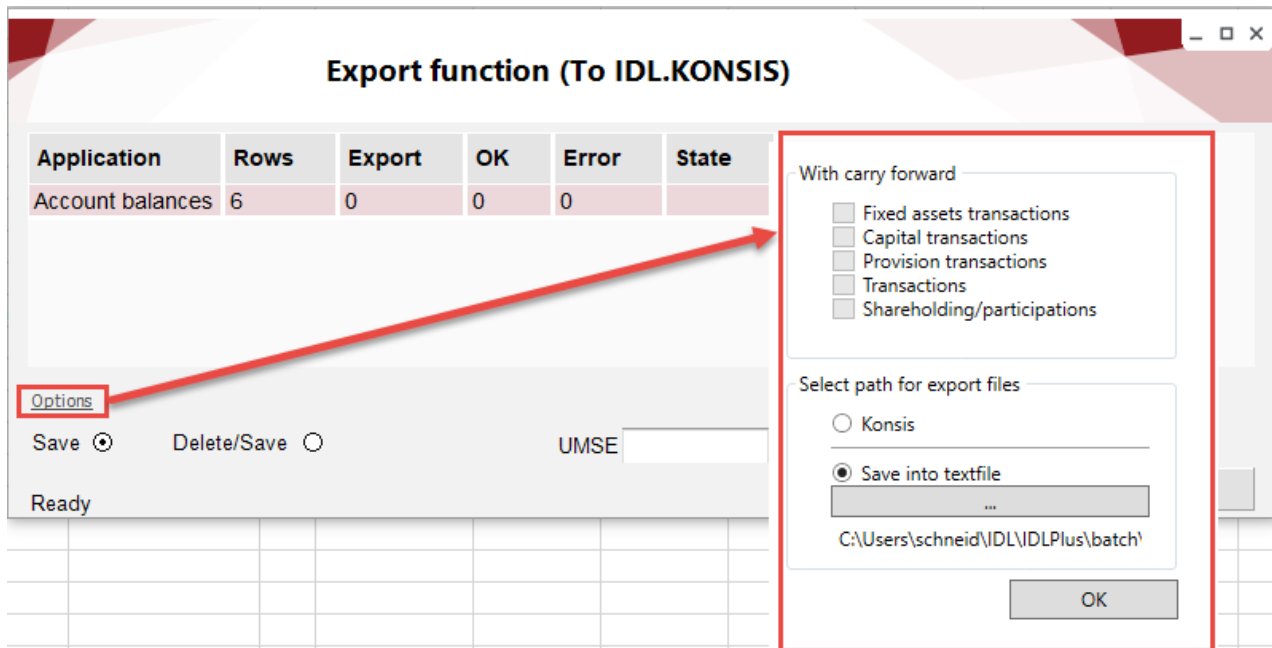 Export function (To IDL.KONSIS)
Application Rows Export OK Error State
Account balances 6 0 0 0
Options
Save Delete/Save UMSE
Ready
With carry forward
Fixed assets transactions
Capital transactions
Provision transactions
Transactions
Shareholding/participations
Select path for export files
Konsis
Save into textfile
...
C:\Users\schneid\IDL\IDLPlus\batch\
OK